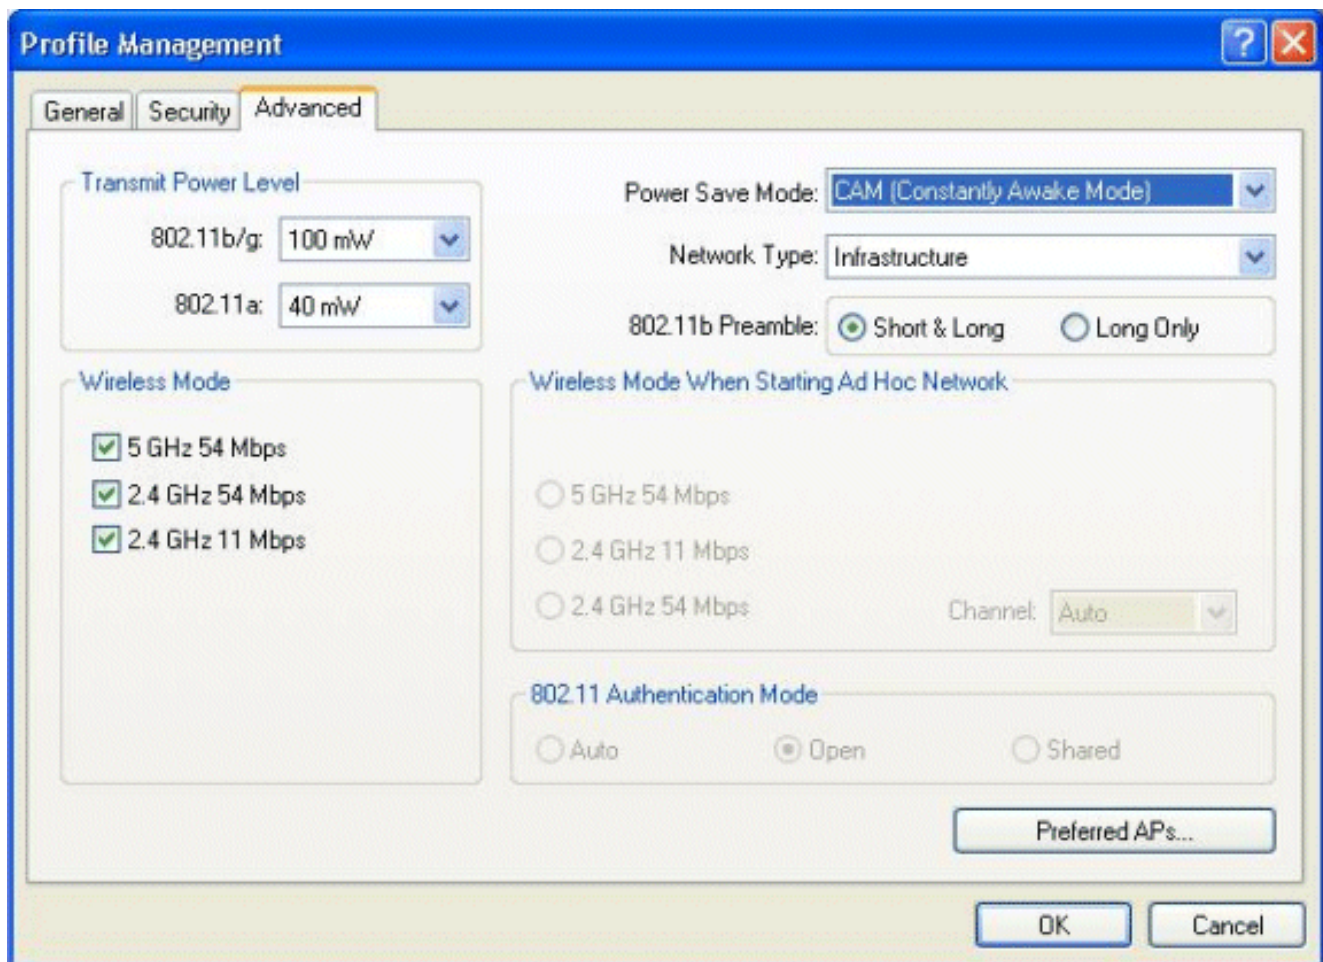 Profile Management
General Security Advanced
Transmit Power Level
802.11b/g: 100 mW
802.11a: 40 mW
Power Save Mode: CAM (Constantly Awake Mode)
Network Type: Infrastructure
802.11b Preamble: Short & Long Long Only
Wireless Mode
5 GHz 54 Mbps
2.4 GHz 54 Mbps
2.4 GHz 11 Mbps
Wireless Mode When Starting Ad Hoc Network
5 GHz 54 Mbps
2.4 GHz 11 Mbps
2.4 GHz 54 Mbps Channel: Auto
802.11 Authentication Mode
Auto Open Shared
Preferred APs...
OK Cancel